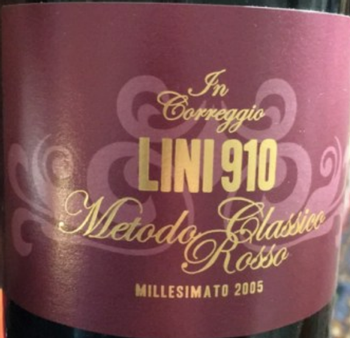 In
Correggio
LINI 910
Metodo Classico
Rosso
MILLESIMATO 2005